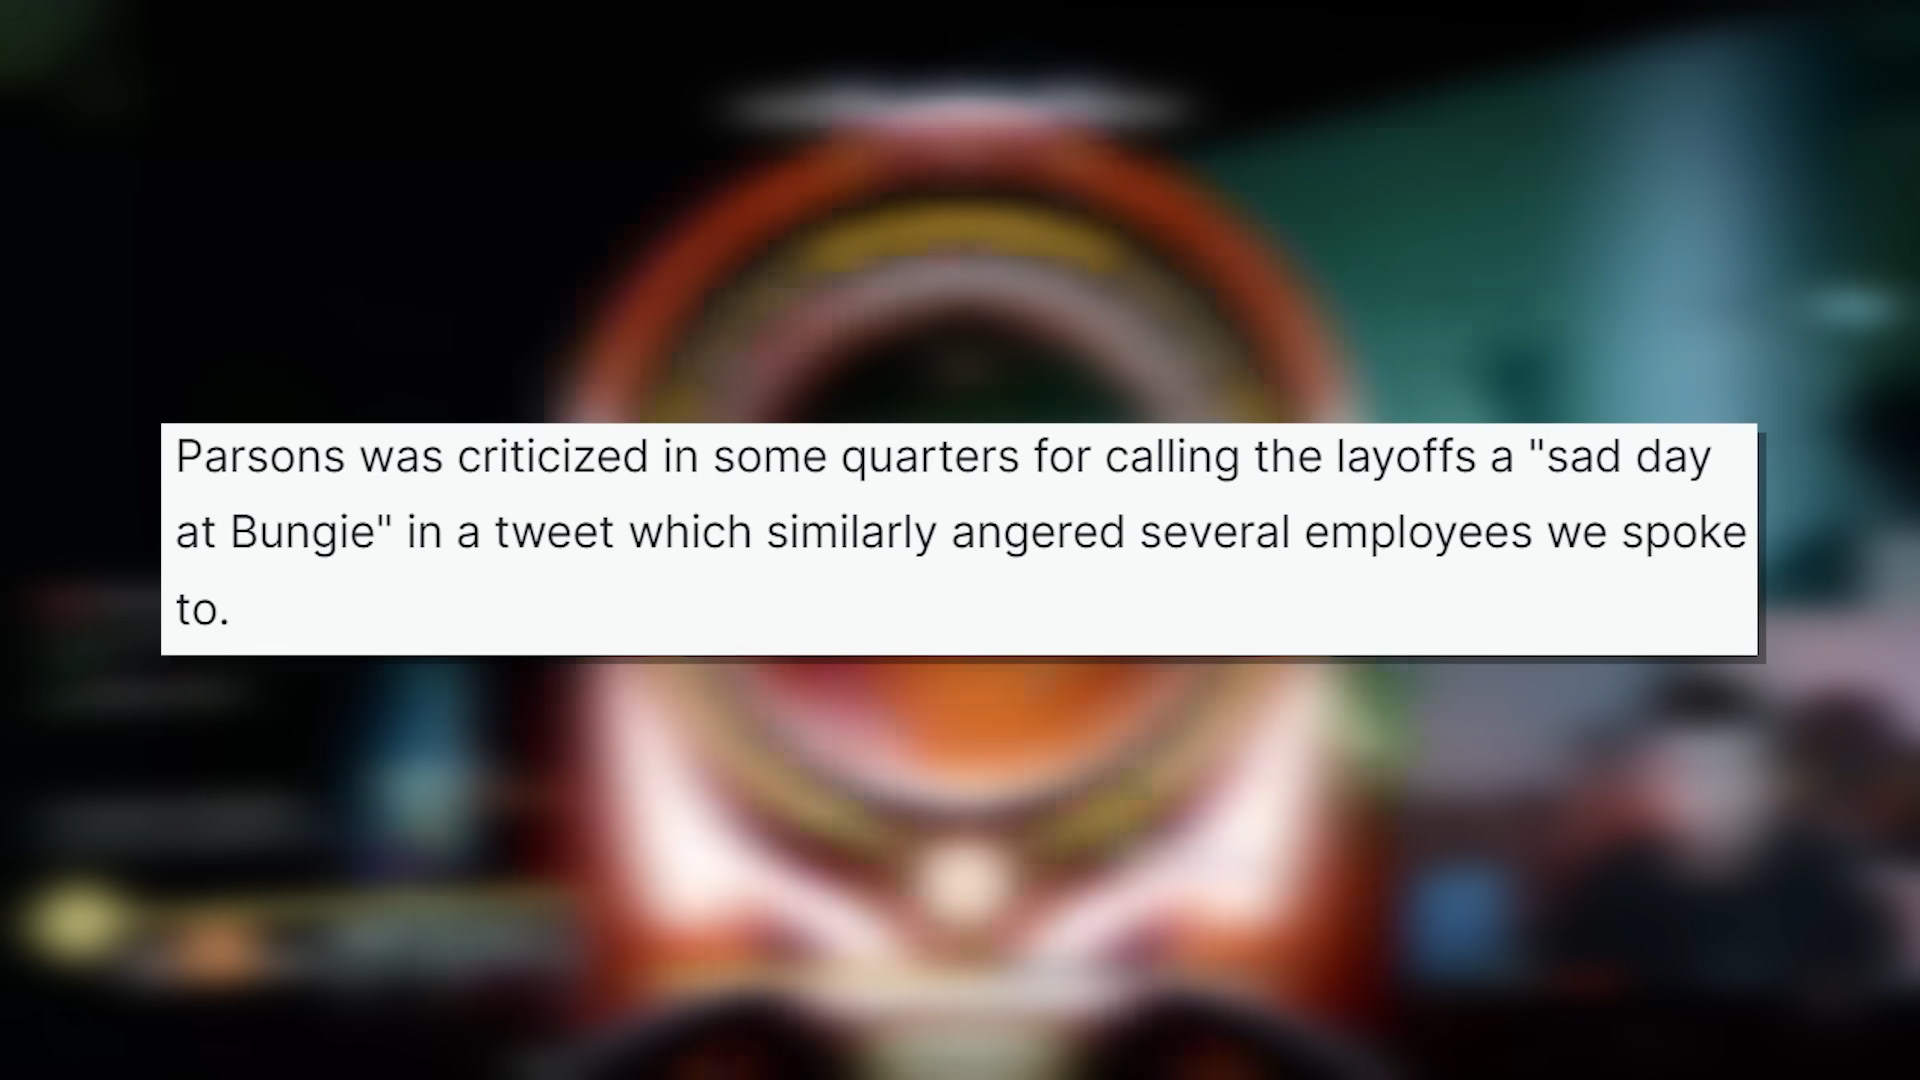 Parsons was criticized in some quarters for calling the layoffs a "sad day
at Bungie" in a tweet which similarly angered several employees we spoke
to.